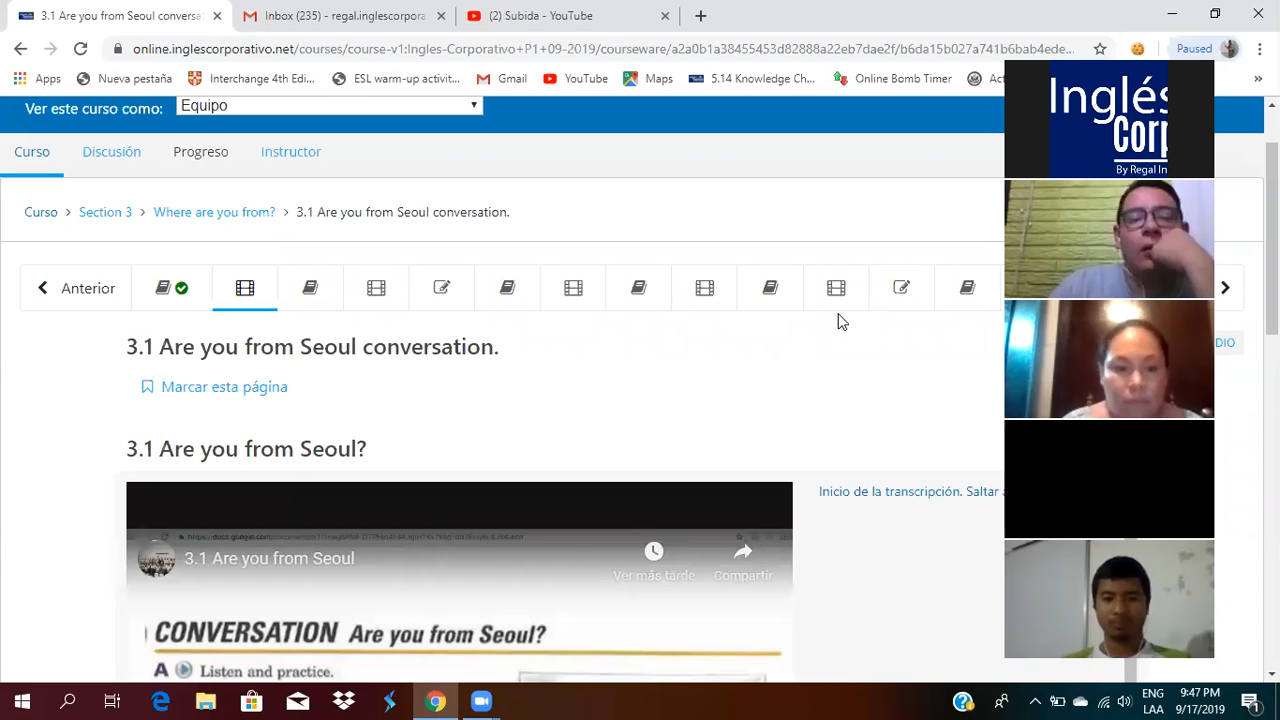 3.1 Are you from Seoul conversa
Inbox (235) - regal.inglescorpora
(2) Subida - YouTube
online.inglescorporativo.net/courses/course-v1:Ingles-Corporativo+P1+09-2019/courseware/a2a0b1a38455453d82888a22eb7dae2f/b6da15b027a741b6bab4ede...
Paused
Apps
Nueva pestaña
Interchange 4th Edi...
ESL warm-up activit...
Gmail
YouTube
Maps
5.14 Knowledge Ch...
Online Bomb Timer
Act
»
Ver este curso como:
Equipo
Inglés
Corp
By Regal In
Curso
Discusión
Progreso
Instructor
Curso > Section 3 > Where are you from? > 3.1 Are you from Seoul conversation.
Anterior
3.1 Are you from Seoul conversation.
DIO
Marcar esta página
3.1 Are you from Seoul?
Inicio de la transcripción. Saltar
3.1 Are you from Seoul
Ver más tarde
Compartir
CONVERSATION Are you from Seoul?
A Listen and practice.
ENG
9:47 PM
LAA
9/17/2019
1